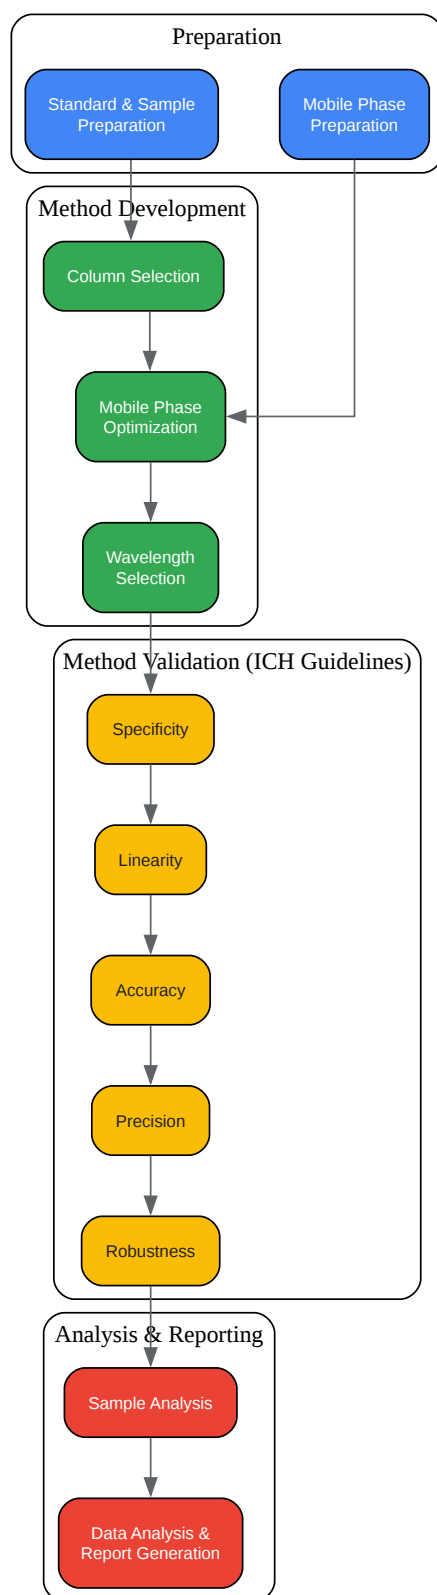 Preparation
Standard & Sample
Preparation
Mobile Phase
Preparation
Method Development
Column Selection
Mobile Phase
Optimization
Wavelength
Selection
Method Validation (ICH Guidelines)
Specificity
Linearity
Accuracy
Precision
Robustness
Analysis & Reporting
Sample Analysis
Data Analysis &
Report Generation